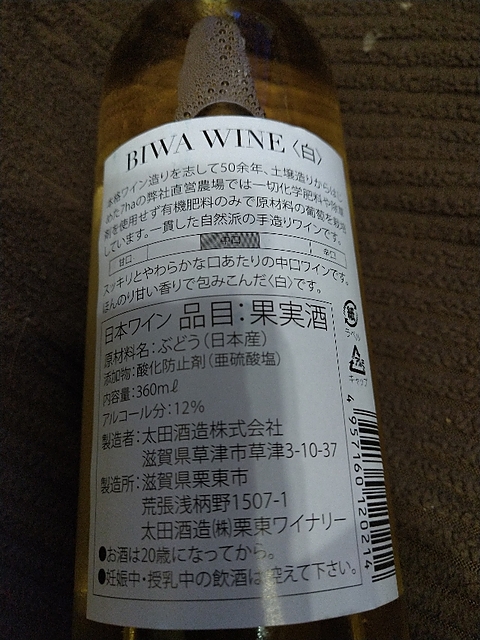 BIWA WINE〈白〉
本格ワイン造りを志して50余年、土壌造りからはじ
めた7haの弊社直営農場では一切化学肥料や除草
剤を使用せず有機肥料のみで原材料の葡萄を栽培
しています。一貫した自然派の手造りワインです。
甘口 中口 辛口
スッキリとやわらかな口あたりの中口ワインです。
ほんのり甘い香りで包みこんだ〈白〉です。
日本ワイン 品目:果実酒
原材料名:ぶどう(日本産)
添加物:酸化防止剤(亜硫酸塩)
内容量:360mℓ
アルコール分:12%
製造者:太田酒造株式会社
滋賀県草津市草津3-10-37
製造所:滋賀県栗東市
荒張浅柄野1507-1
太田酒造㈱栗東ワイナリー
●お酒は20歳になってから。
●妊娠中・授乳中の飲酒は控えて下さい。
紙
ラベル
キャップ
4957160120214